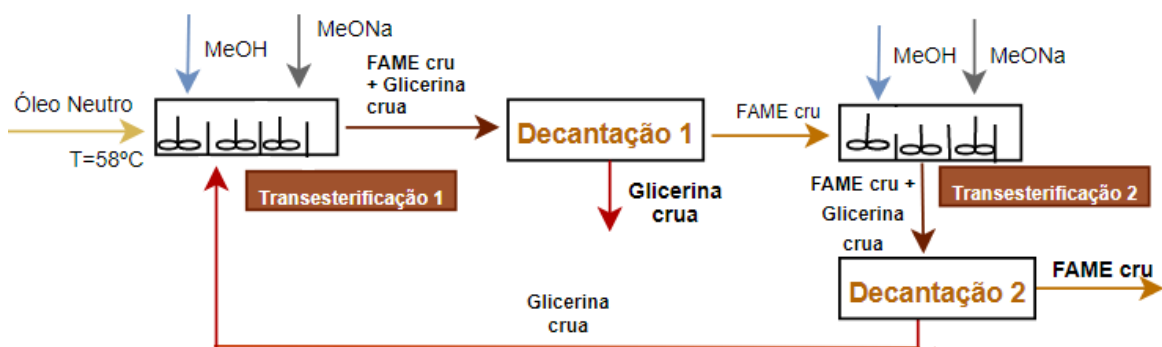 MeOH
MeONa
Óleo Neutro
T=58ºC
FAME cru
+ Glicerina
crua
Transesterificação 1
Decantação 1
Glicerina
crua
FAME cru
MeOH
MeONa
Transesterificação 2
FAME cru +
Glicerina
crua
Decantação 2
FAME cru
Glicerina
crua